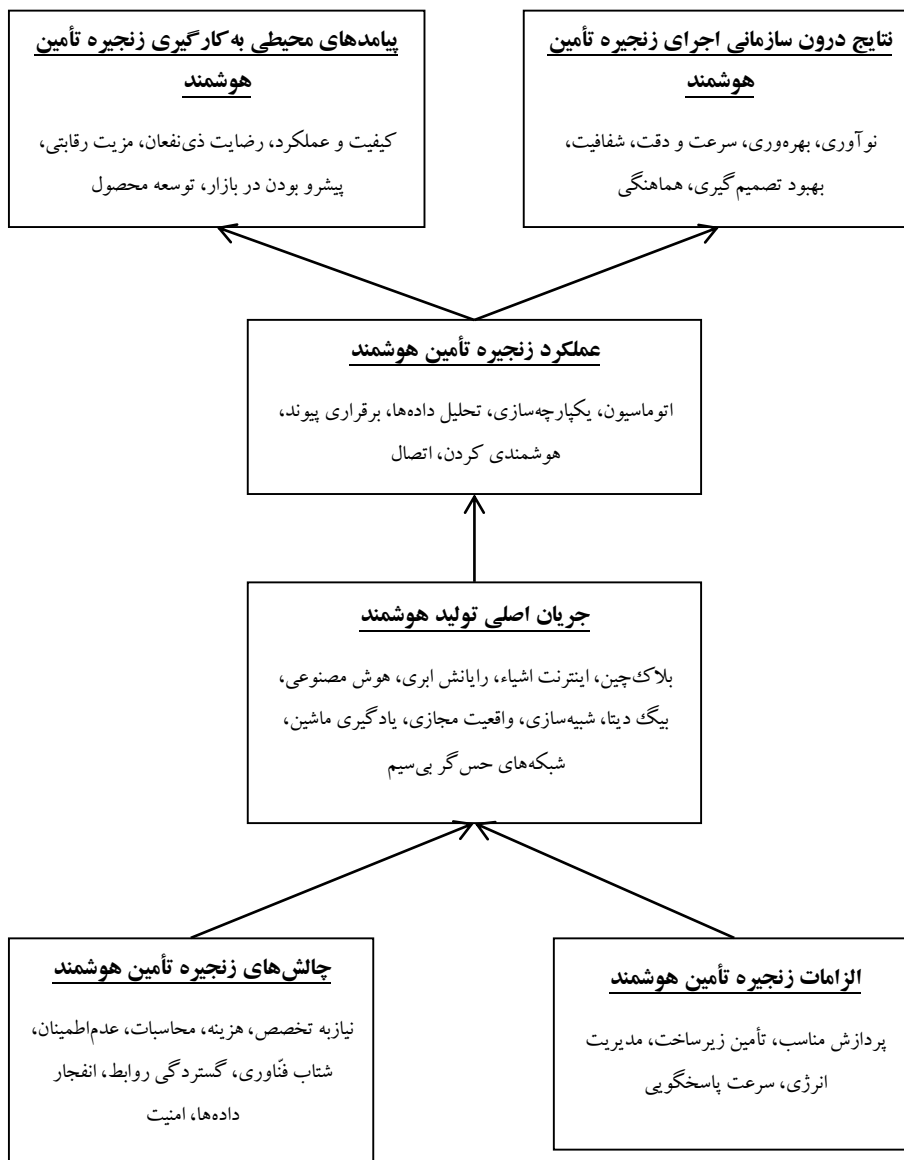 نتایج درون سازمانی اجرای زنجیره تأمین
هوشمند
نوآوری، بهره‌وری، سرعت و دقت، شفافیت،
بهبود تصمیم‌گیری، هماهنگی
پیامدهای محیطی به‌کارگیری زنجیره تأمین
هوشمند
کیفیت و عملکرد، رضایت ذی‌نفعان، مزیت رقابتی،
پیشرو بودن در بازار، توسعه محصول
عملکرد زنجیره تأمین هوشمند
اتوماسیون، یکپارچه‌سازی، تحلیل داده‌ها، برقراری پیوند،
هوشمندی کردن، اتصال
جریان اصلی تولید هوشمند
بلاک‌چین، اینترنت اشیاء، رایانش ابری، هوش مصنوعی،
بیگ دیتا، شبیه‌سازی، واقعیت مجازی، یادگیری ماشین،
شبکه‌های حس‌گر بی‌سیم
الزامات زنجیره تأمین هوشمند
پردازش مناسب، تأمین زیرساخت، مدیریت
انرژی، سرعت پاسخگویی
چالش‌های زنجیره تأمین هوشمند
نیازبه تخصص، هزینه، محاسبات، عدم‌اطمینان،
شتاب فنّاوری، گستردگی روابط، انفجار
داده‌ها، امنیت